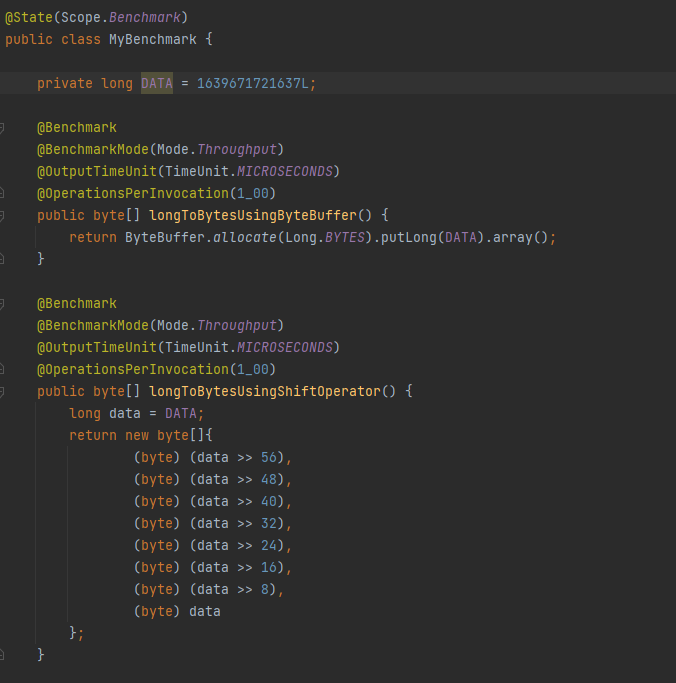 @State(Scope.Benchmark)
public class MyBenchmark {
private long DATA = 1639671721637L;
@Benchmark
@BenchmarkMode(Mode.Throughput)
@OutputTimeUnit(TimeUnit.MICROSECONDS)
@OperationsPerInvocation(1_00)
public byte[] longToBytesUsingByteBuffer() {
return ByteBuffer.allocate(Long.BYTES).putLong(DATA).array();
}
@Benchmark
@BenchmarkMode(Mode.Throughput)
@OutputTimeUnit(TimeUnit.MICROSECONDS)
@OperationsPerInvocation(1_00)
public byte[] longToBytesUsingShiftOperator() {
long data = DATA;
return new byte[]{
(byte) (data >> 56),
(byte) (data >> 48),
(byte) (data >> 40),
(byte) (data >> 32),
(byte) (data >> 24),
(byte) (data >> 16),
(byte) (data >> 8),
(byte) data
};
}